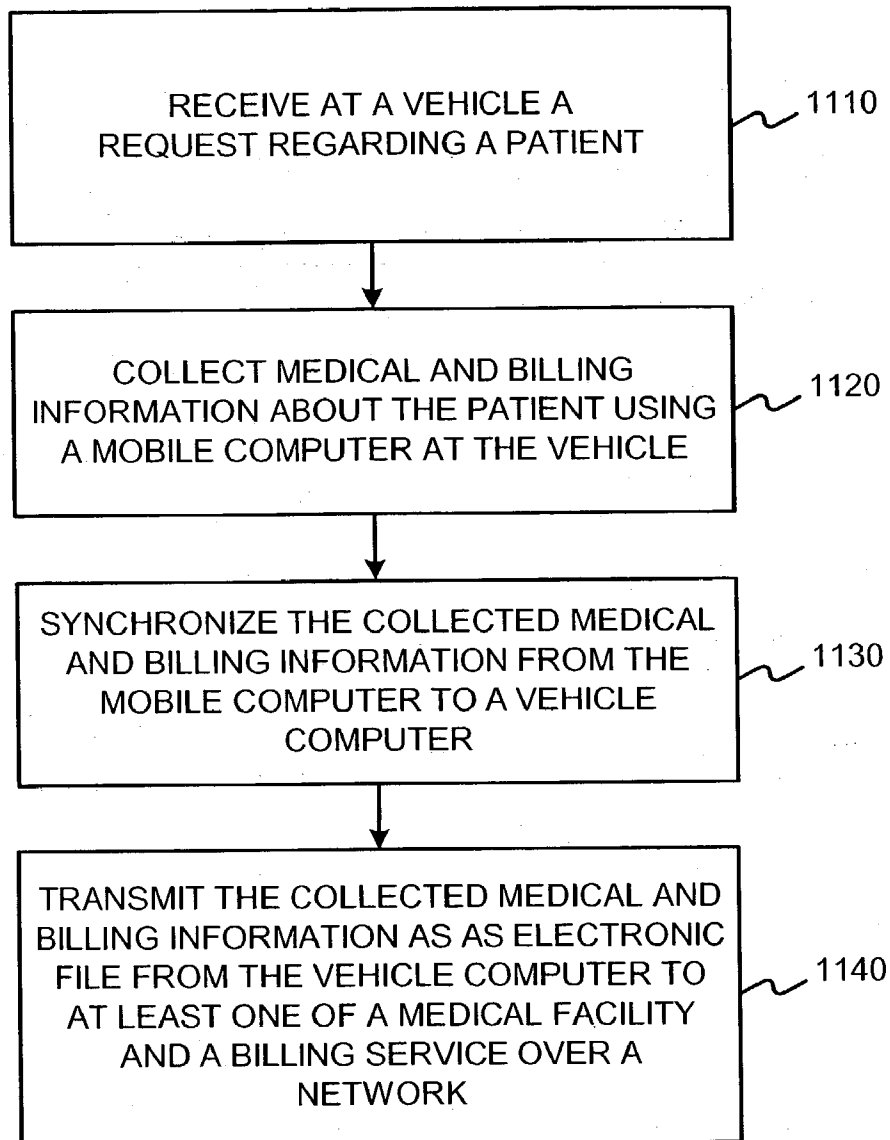 RECEIVE AT A VEHICLE A
REQUEST REGARDING A PATIENT
1110
COLLECT MEDICAL AND BILLING
INFORMATION ABOUT THE PATIENT USING
A MOBILE COMPUTER AT THE VEHICLE
1120
SYNCHRONIZE THE COLLECTED MEDICAL
AND BILLING INFORMATION FROM THE
MOBILE COMPUTER TO A VEHICLE
COMPUTER
1130
TRANSMIT THE COLLECTED MEDICAL AND
BILLING INFORMATION AS AS ELECTRONIC
FILE FROM THE VEHICLE COMPUTER TO
AT LEAST ONE OF A MEDICAL FACILITY
AND A BILLING SERVICE OVER A
NETWORK
1140